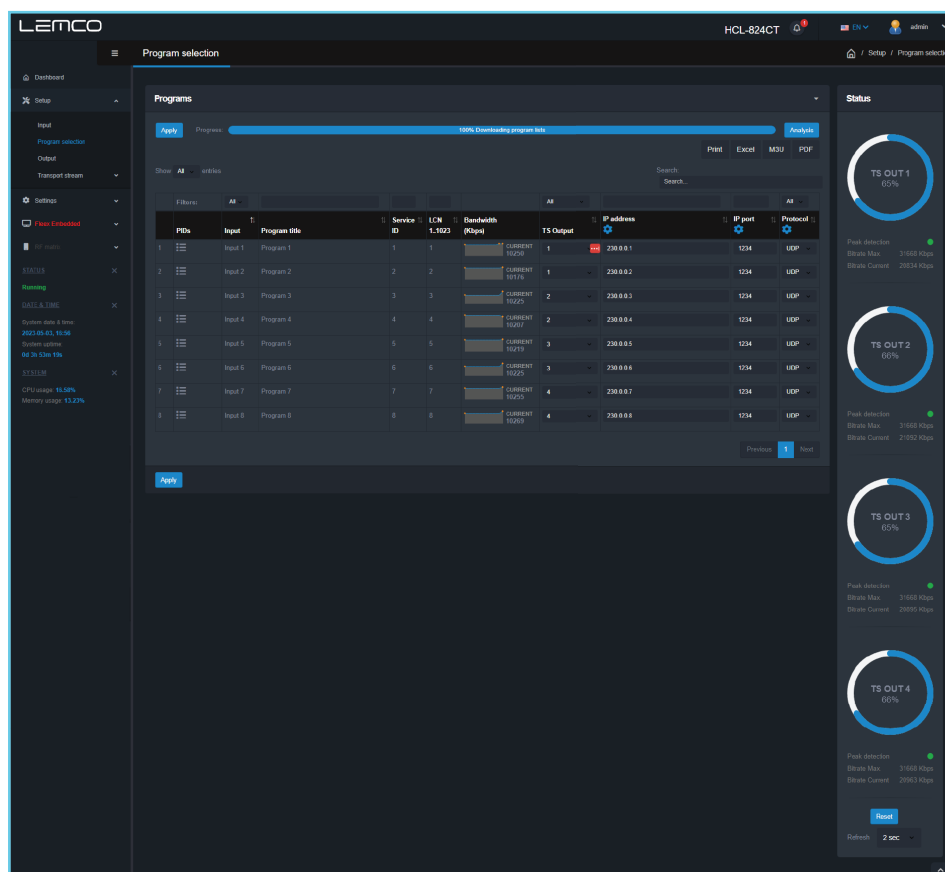 LEMCO
HCL-824CT
1
EN
admin
Program selection
/ Setup / Program selecti
Dashboard
Setup
Input
Program selection
Output
Transport stream
Settings
STATUS
Running
DATE & TIME
System date & time
2023-05-03, 16:56
System uptime
0d 3h 53m 19s
SYSTEM
CPU usage 15.58%
Memory usage 13.23%
Programs
Apply Progress: 100% Downloading program lists Analysis
Print Excel M3U PDF
Show All entries
Search:
Search...
Filters: All All All
PIDs Input Program title Service ID LCN 1..1023 Bandwidth (Kbps) TS Output IP address IP port Protocol
1 Input 1 Program 1 1 1 CURRENT 10250 1 230.0.0.1 1234 UDP
2 Input 2 Program 2 2 2 CURRENT 10176 1 230.0.0.2 1234 UDP
3 Input 3 Program 3 3 3 CURRENT 10225 2 230.0.0.3 1234 UDP
4 Input 4 Program 4 4 4 CURRENT 10207 2 230.0.0.4 1234 UDP
5 Input 5 Program 5 5 5 CURRENT 10219 3 230.0.0.5 1234 UDP
6 Input 6 Program 6 6 6 CURRENT 10225 3 230.0.0.6 1234 UDP
7 Input 7 Program 7 7 7 CURRENT 10255 4 230.0.0.7 1234 UDP
8 Input 8 Program 8 8 8 CURRENT 10269 4 230.0.0.8 1234 UDP
Previous 1 Next
Apply
Status
TS OUT 1
65%
Peak detection
Bitrate Max 31668 Kbps
Bitrate Current 20834 Kbps
TS OUT 2
66%
Peak detection
Bitrate Max 31668 Kbps
Bitrate Current 21092 Kbps
TS OUT 3
65%
Peak detection
Bitrate Max 31668 Kbps
Bitrate Current 20895 Kbps
TS OUT 4
66%
Peak detection
Bitrate Max 31668 Kbps
Bitrate Current 20963 Kbps
Reset
Refresh 2 sec